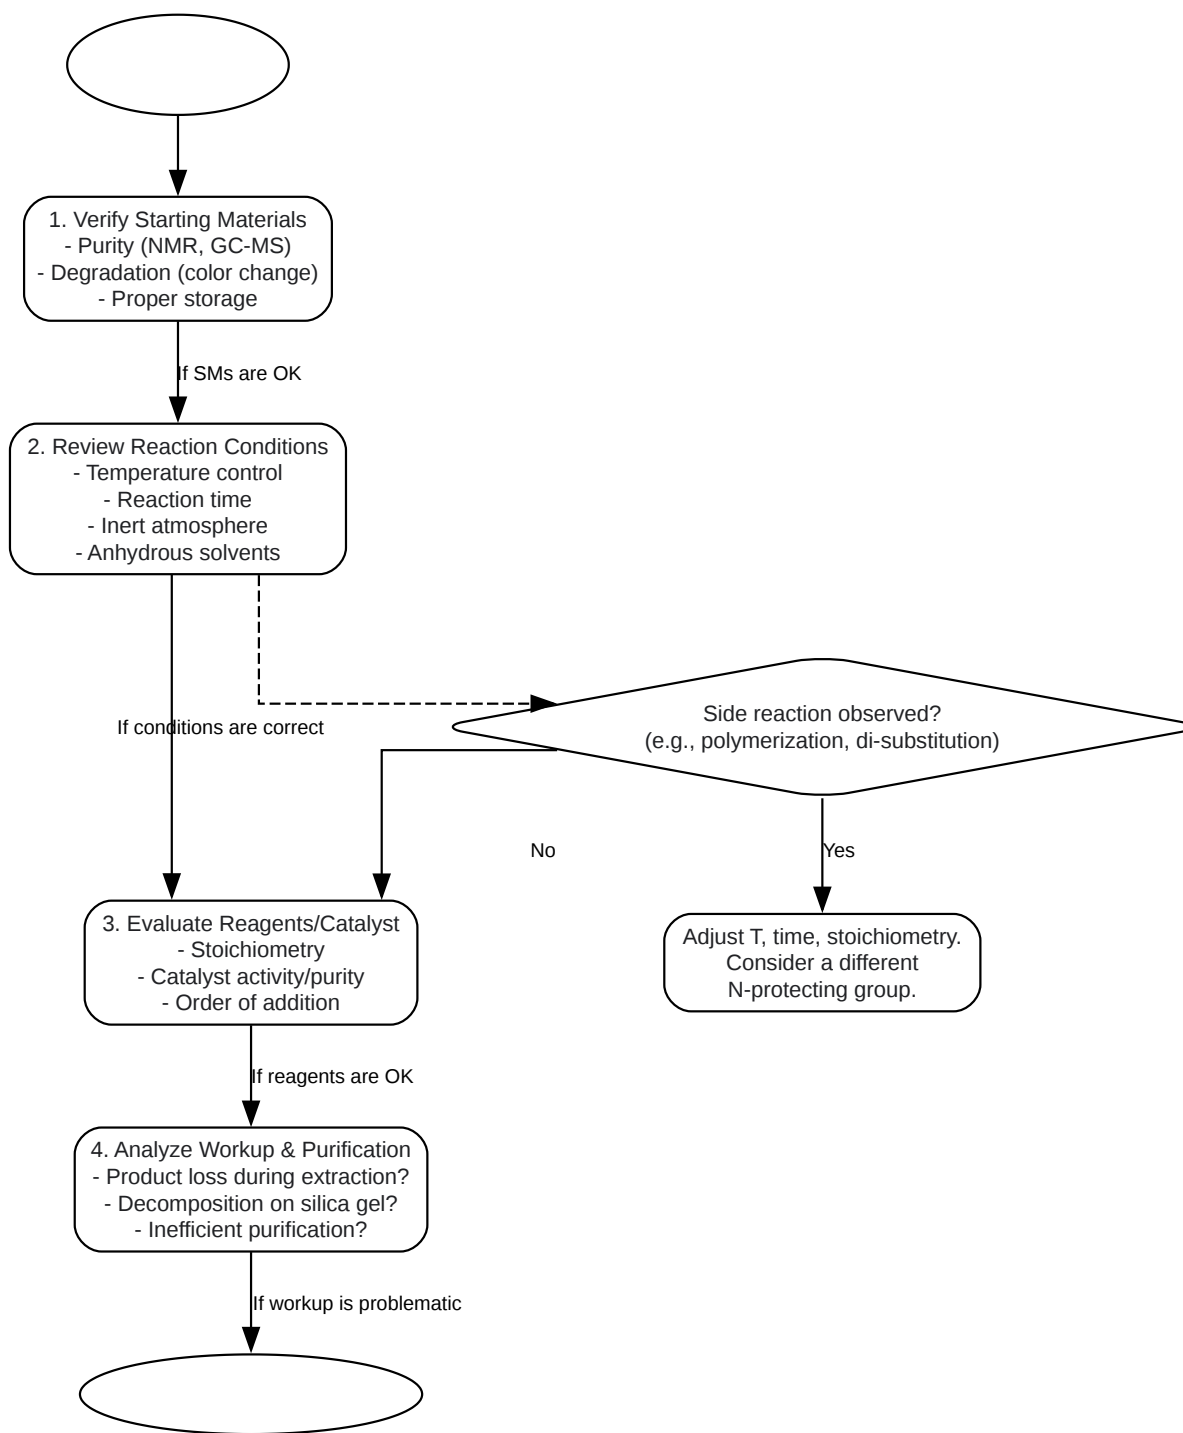 1. Verify Starting Materials
- Purity (NMR, GC-MS)
- Degradation (color change)
- Proper storage
If SMs are OK
2. Review Reaction Conditions
- Temperature control
- Reaction time
- Inert atmosphere
- Anhydrous solvents
If conditions are correct
Side reaction observed?
(e.g., polymerization, di-substitution)
No
Yes
3. Evaluate Reagents/Catalyst
- Stoichiometry
- Catalyst activity/purity
- Order of addition
Adjust T, time, stoichiometry.
Consider a different
N-protecting group.
If reagents are OK
4. Analyze Workup & Purification
- Product loss during extraction?
- Decomposition on silica gel?
- Inefficient purification?
If workup is problematic